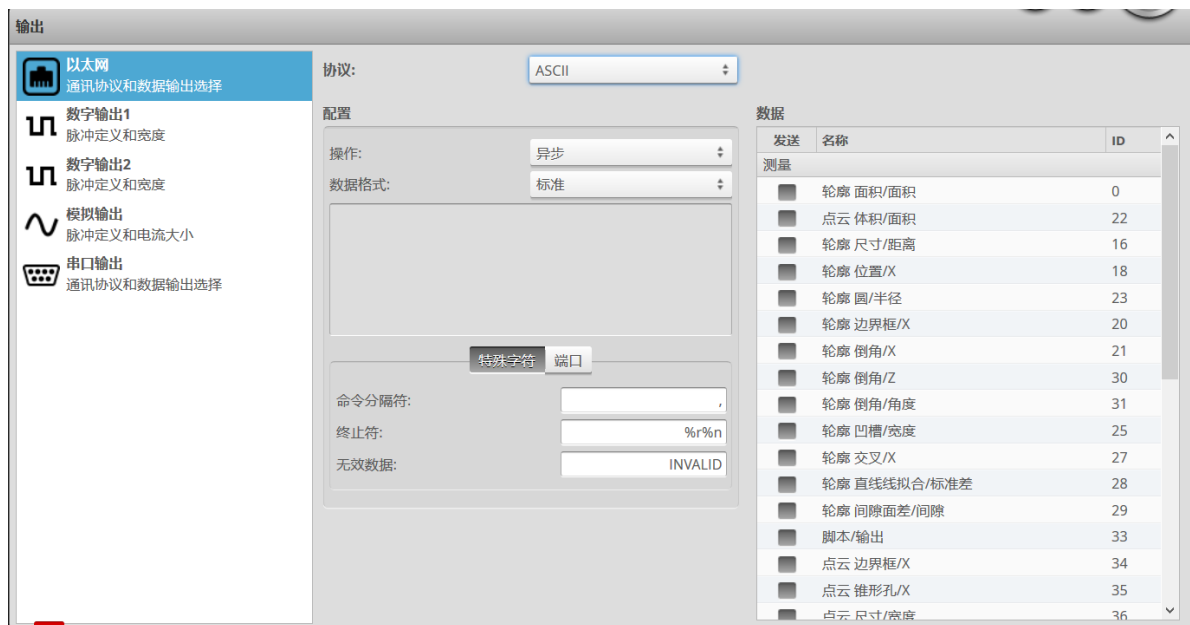 输出
以太网
通讯协议和数据输出选择
数字输出1
脉冲定义和宽度
数字输出2
脉冲定义和宽度
模拟输出
脉冲定义和电流大小
串口输出
通讯协议和数据输出选择
协议: ASCII
配置
操作: 异步
数据格式: 标准
特殊字符 端口
命令分隔符: ,
终止符: %r%n
无效数据: INVALID
数据
发送 名称 ID
测量
轮廓 面积/面积 0
点云 体积/面积 22
轮廓 尺寸/距离 16
轮廓 位置/X 18
轮廓 圆/半径 23
轮廓 边界框/X 20
轮廓 倒角/X 21
轮廓 倒角/Z 30
轮廓 倒角/角度 31
轮廓 凹槽/宽度 25
轮廓 交叉/X 27
轮廓 直线线拟合/标准差 28
轮廓 间隙面差/间隙 29
脚本/输出 33
点云 边界框/X 34
点云 锥形孔/X 35
点云 尺寸/宽度 36